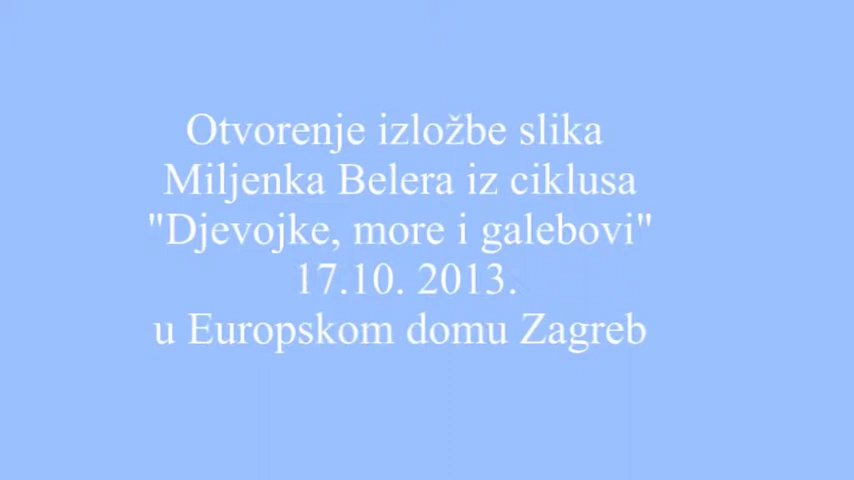 Otvorenje izložbe slika
Miljenka Belera iz ciklusa
"Djevojke, more i galebovi"
17.10. 2013.
u Europskom domu Zagreb